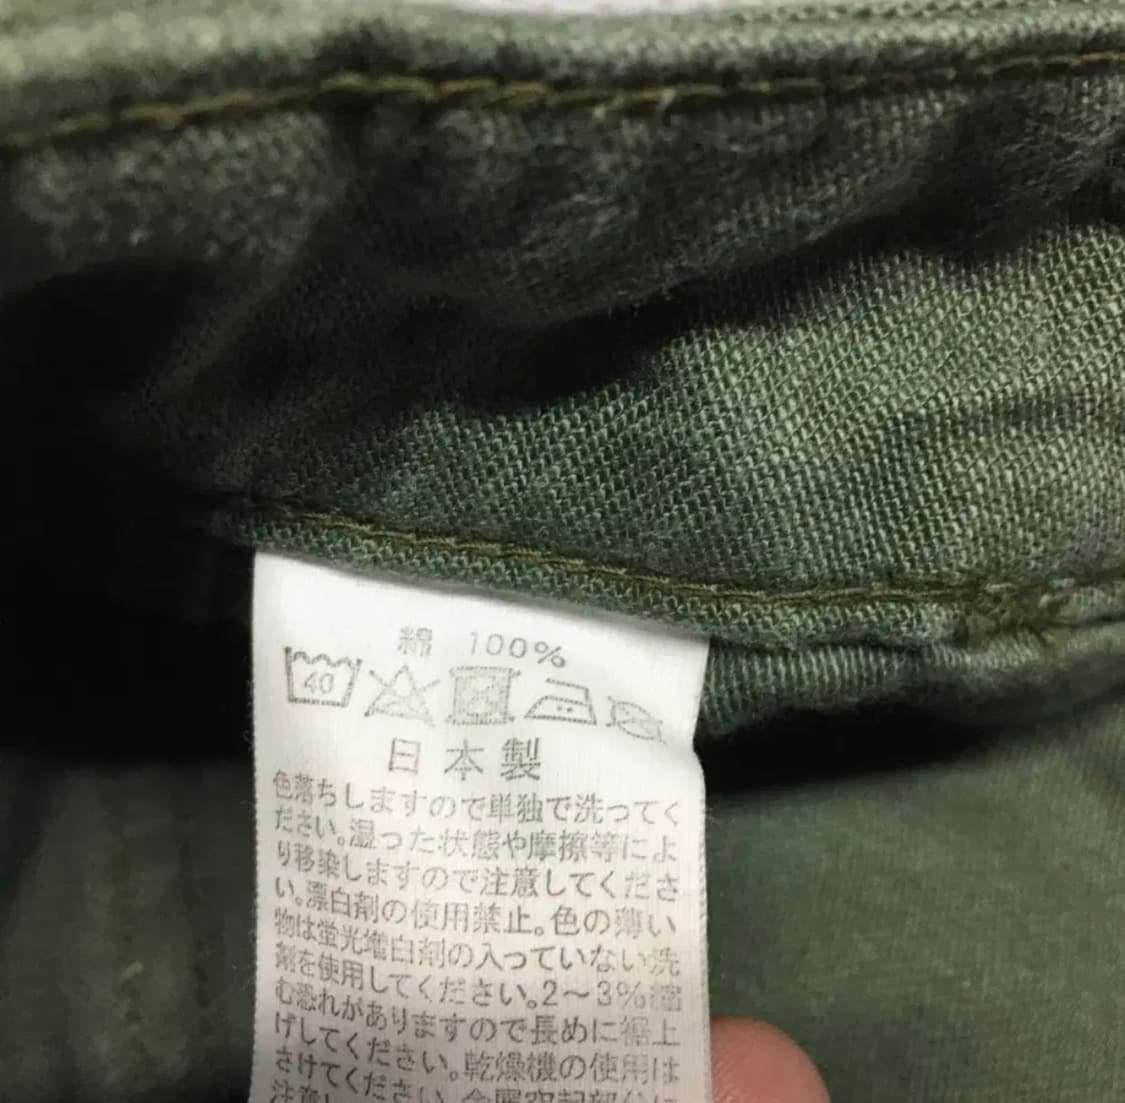 綿 100%
40
日本製
色落ちしますので単独で洗ってく
ださい。湿った状態や摩擦等によ
り移染しますので注意してくださ
い。漂白剤の使用禁止。色の薄い
物は蛍光増白剤の入っていない洗
剤を使用してください。2〜3%縮
む恐れがありますので長めに裾上
げしてください。乾燥機の使用は
さけてください。